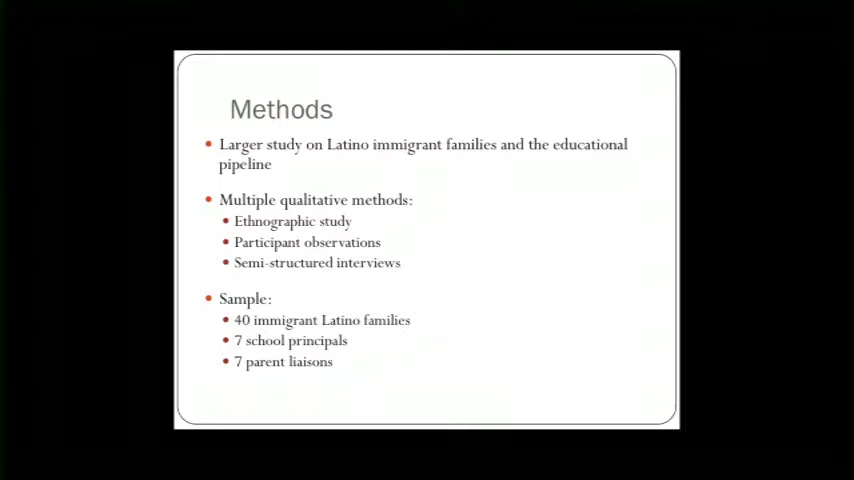 Methods
• Larger study on Latino immigrant families and the educational
pipeline
• Multiple qualitative methods:
• Ethnographic study
• Participant observations
• Semi-structured interviews
• Sample:
• 40 immigrant Latino families
• 7 school principals
• 7 parent liaisons